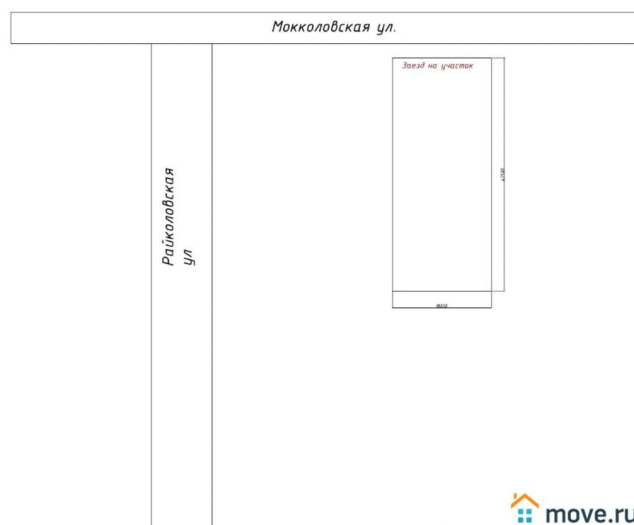 Мокколовская ул.
Заезд на участок
Райколовская
ул
move.ru